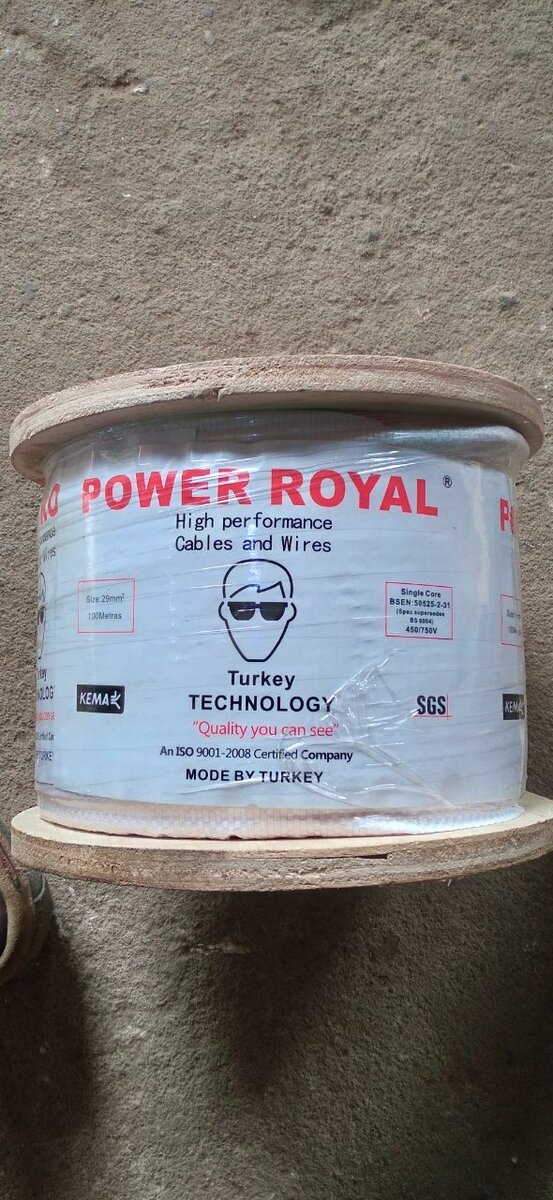 POWER ROYAL®
High performance
Cables and Wires
Size:29mm²
100Metres
Single Core
BSEN:50525-2-31
(Spec supersedes
BS 6004)
450/750V
Turkey
TECHNOLOGY
KEMA
SGS
"Quality you can see"
An ISO 9001-2008 Certified Company
MODE BY TURKEY